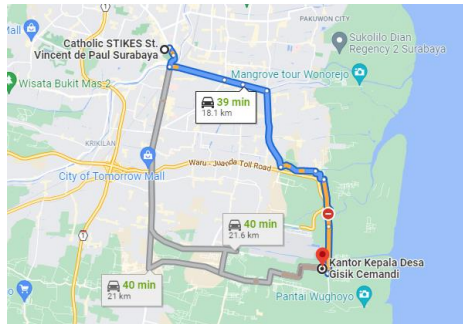 PAKUWON CITY
Mall
Catholic STIKES St.
Vincent de Paul Surabaya
Sukolilo Dian
Regency 2 Surabaya
Mangrove tour Wonorejo
Wisata Bukit Mas 2
39 min
18.1 km
KRIKILAN
Waru - Juanda Toll Road
City of Tomorrow Mall
40 min
21.6 km
Kantor Kepala Desa
Gisik Cemandi
40 min
21 km
Pantai Wughoyo